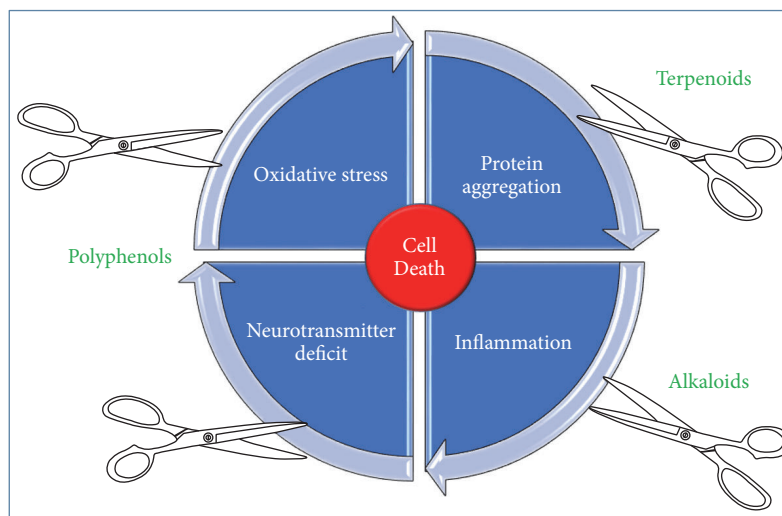 Terpenoids
Oxidative stress
Protein
aggregation
Polyphenols
Cell
Death
Neurotransmitter
deficit
Inflammation
Alkaloids